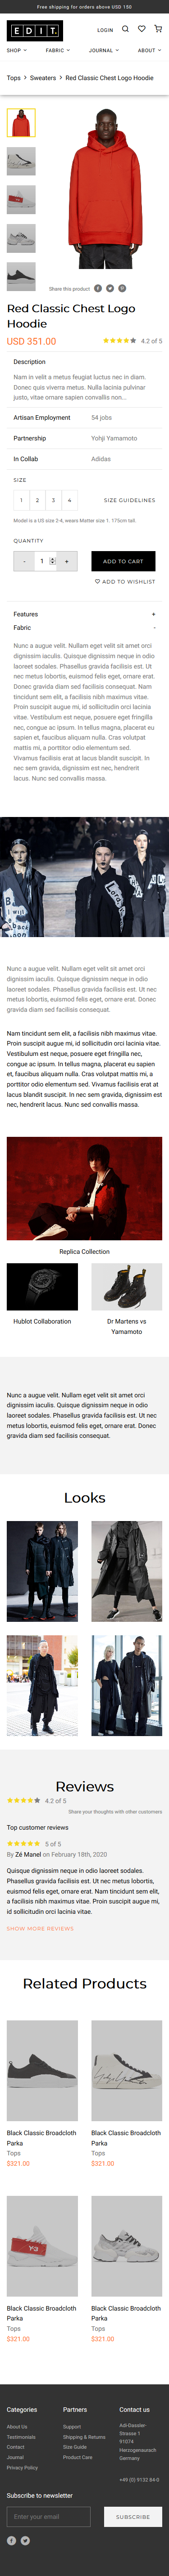 Free shipping for orders above USD 150
EDIT.
LOGIN
SHOP
FABRIC
JOURNAL
ABOUT
Tops > Sweaters > Red Classic Chest Logo Hoodie
Share this product
Red Classic Chest Logo
Hoodie
USD 351.00
4.2 of 5
Description
Nam in velit a metus feugiat luctus nec in diam.
Donec quis viverra metus. Nulla lacinia pulvinar
justo, vitae ornare sapien convallis non...
Artisan Employment
54 jobs
Partnership
Yohji Yamamoto
In Collab
Adidas
SIZE
1 2 3 4
SIZE GUIDELINES
Model is a US size 2-4, wears Matter size 1. 175cm tall.
QUANTITY
- 1 +
ADD TO CART
ADD TO WISHLIST
Features +
Fabric -
Nunc a augue velit. Nullam eget velit sit amet orci
dignissim iaculis. Quisque dignissim neque in odio
laoreet sodales. Phasellus gravida facilisis est. Ut
nec metus lobortis, euismod felis eget, ornare erat.
Donec gravida diam sed facilisis consequat. Nam
tincidunt sem elit, a facilisis nibh maximus vitae.
Proin suscipit augue mi, id sollicitudin orci lacinia
vitae. Vestibulum est neque, posuere eget fringilla
nec, congue ac ipsum. In tellus magna, placerat eu
sapien et, faucibus aliquam nulla. Cras volutpat
mattis mi, a porttitor odio elementum sed.
Vivamus facilisis erat at lacus blandit suscipit. In
nec sem gravida, dignissim est nec, hendrerit
lacus. Nunc sed convallis massa.
Nunc a augue velit. Nullam eget velit sit amet orci
dignissim iaculis. Quisque dignissim neque in odio
laoreet sodales. Phasellus gravida facilisis est. Ut nec
metus lobortis, euismod felis eget, ornare erat. Donec
gravida diam sed facilisis consequat.
Nam tincidunt sem elit, a facilisis nibh maximus vitae.
Proin suscipit augue mi, id sollicitudin orci lacinia vitae.
Vestibulum est neque, posuere eget fringilla nec,
congue ac ipsum. In tellus magna, placerat eu sapien
et, faucibus aliquam nulla. Cras volutpat mattis mi, a
porttitor odio elementum sed. Vivamus facilisis erat at
lacus blandit suscipit. In nec sem gravida, dignissim est
nec, hendrerit lacus. Nunc sed convallis massa.
Replica Collection
Hublot Collaboration
Dr Martens vs
Yamamoto
Nunc a augue velit. Nullam eget velit sit amet orci
dignissim iaculis. Quisque dignissim neque in odio
laoreet sodales. Phasellus gravida facilisis est. Ut nec
metus lobortis, euismod felis eget, ornare erat. Donec
gravida diam sed facilisis consequat.
Looks
Reviews
4.2 of 5
Share your thoughts with other customers
Top customer reviews
5 of 5
By Zé Manel on February 18th, 2020
Quisque dignissim neque in odio laoreet sodales.
Phasellus gravida facilisis est. Ut nec metus lobortis,
euismod felis eget, ornare erat. Nam tincidunt sem elit,
a facilisis nibh maximus vitae. Proin suscipit augue mi,
id sollicitudin orci lacinia vitae.
SHOW MORE REVIEWS
Related Products
Black Classic Broadcloth
Parka
Tops
$321.00
Black Classic Broadcloth
Parka
Tops
$321.00
Black Classic Broadcloth
Parka
Tops
$321.00
Black Classic Broadcloth
Parka
Tops
$321.00
Categories
About Us
Testimonials
Contact
Journal
Privacy Policy
Partners
Support
Shipping & Returns
Size Guide
Product Care
Contact us
Adi-Dassler-
Strasse 1
91074
Herzogenaurach
Germany
+49 (0) 9132 84-0
Subscribe to newsletter
Enter your email
SUBSCRIBE